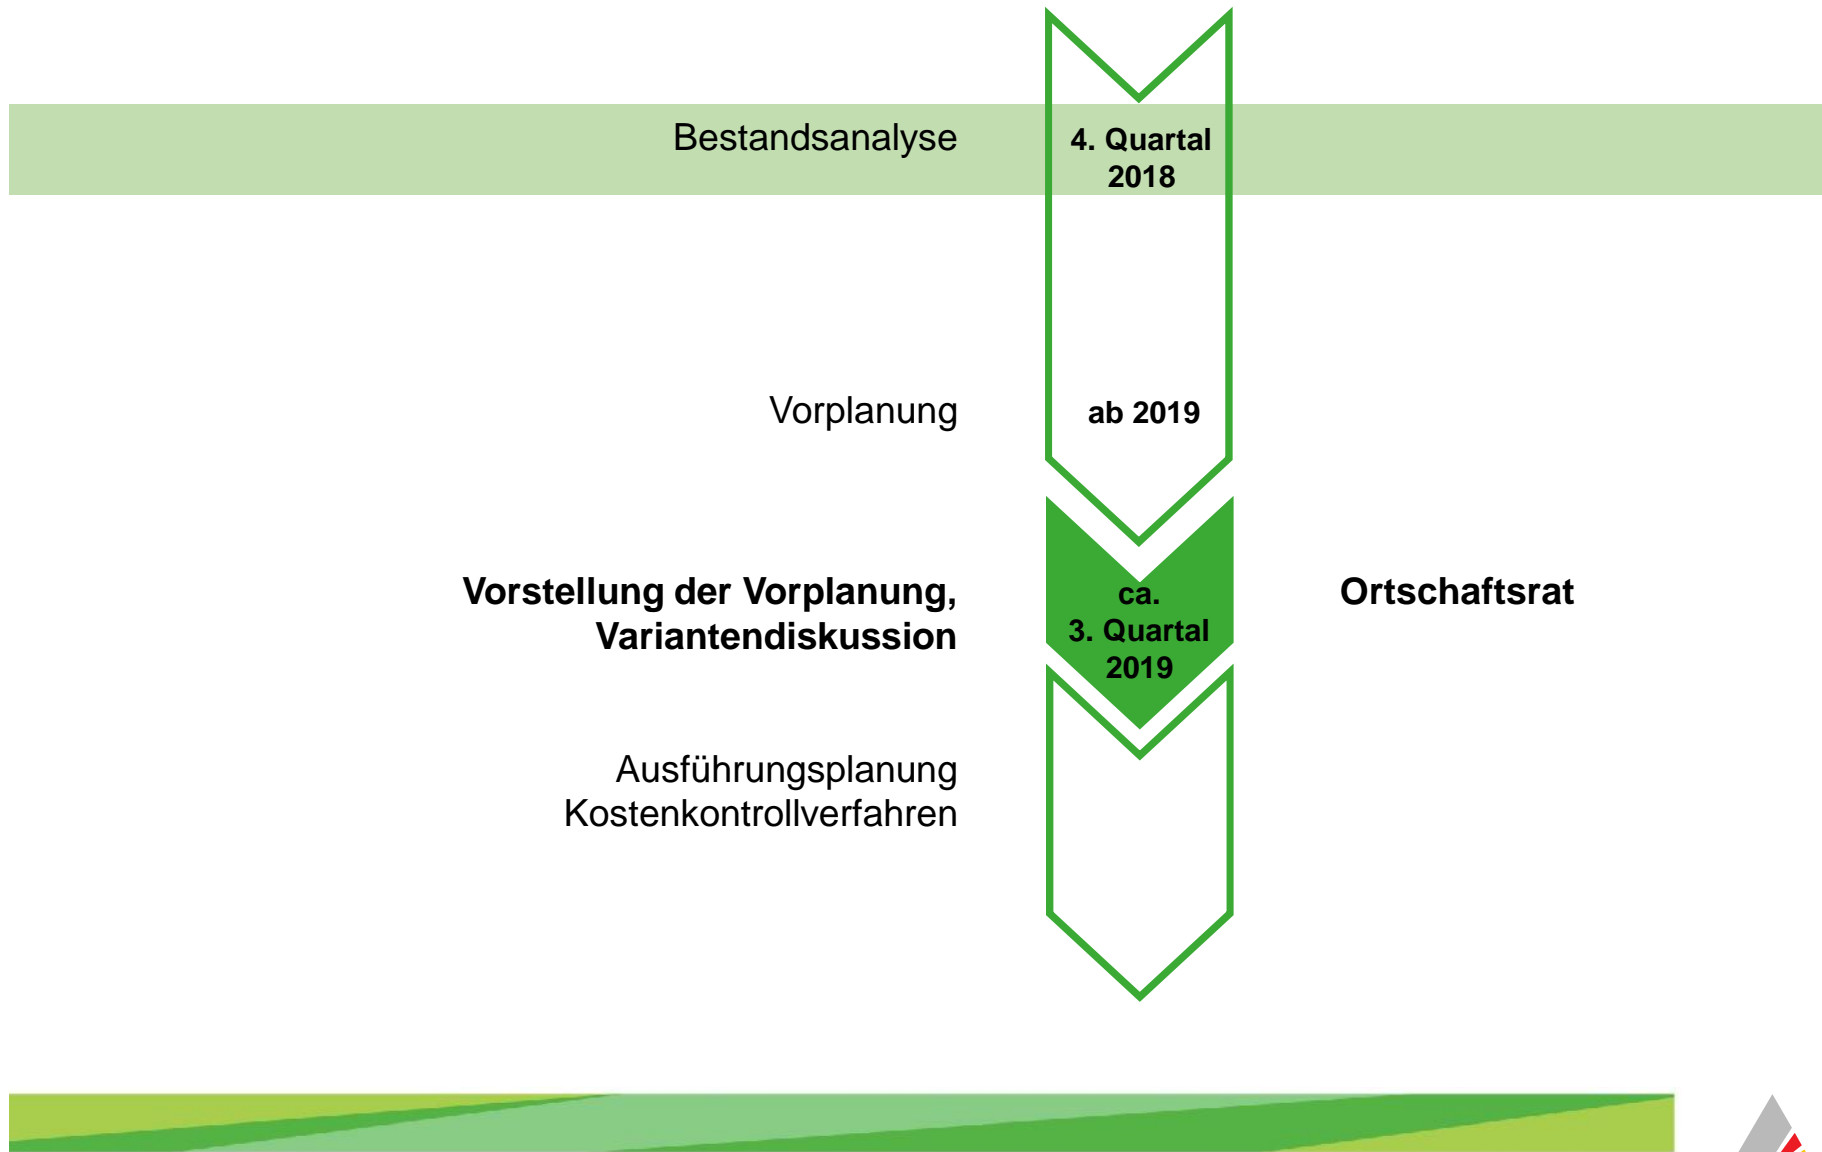 Bestandsanalyse
4. Quartal
2018
Vorplanung
ab 2019
Vorstellung der Vorplanung,
Variantendiskussion
ca.
3. Quartal
2019
Ortschaftsrat
Ausführungsplanung
Kostenkontrollverfahren